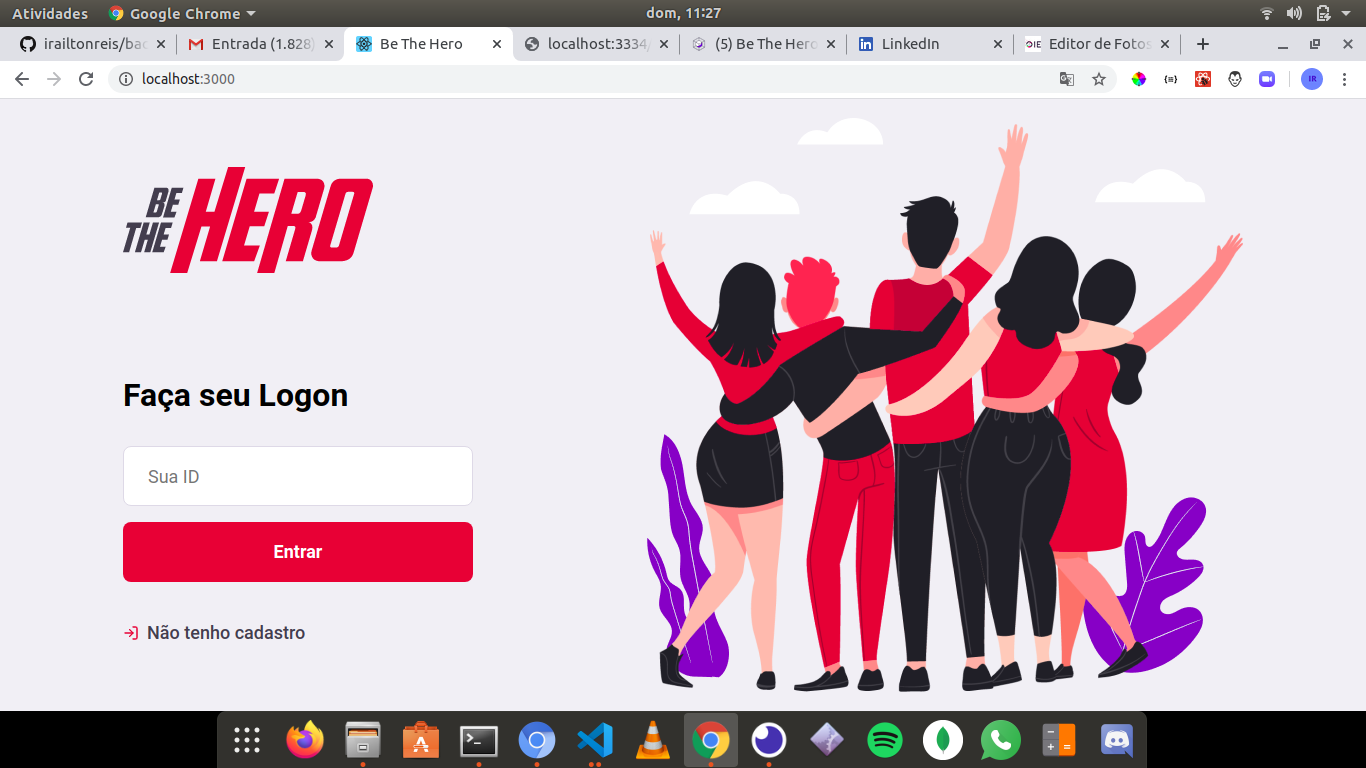 Atividades
Google Chrome
dom, 11:27
irailtonreis/bac
Entrada (1.828)
Be The Hero
localhost:3334/
(5) Be The Hero
LinkedIn
Editor de Fotos
localhost:3000
IR
BE
THE
HERO
Faça seu Logon
Sua ID
Entrar
Não tenho cadastro